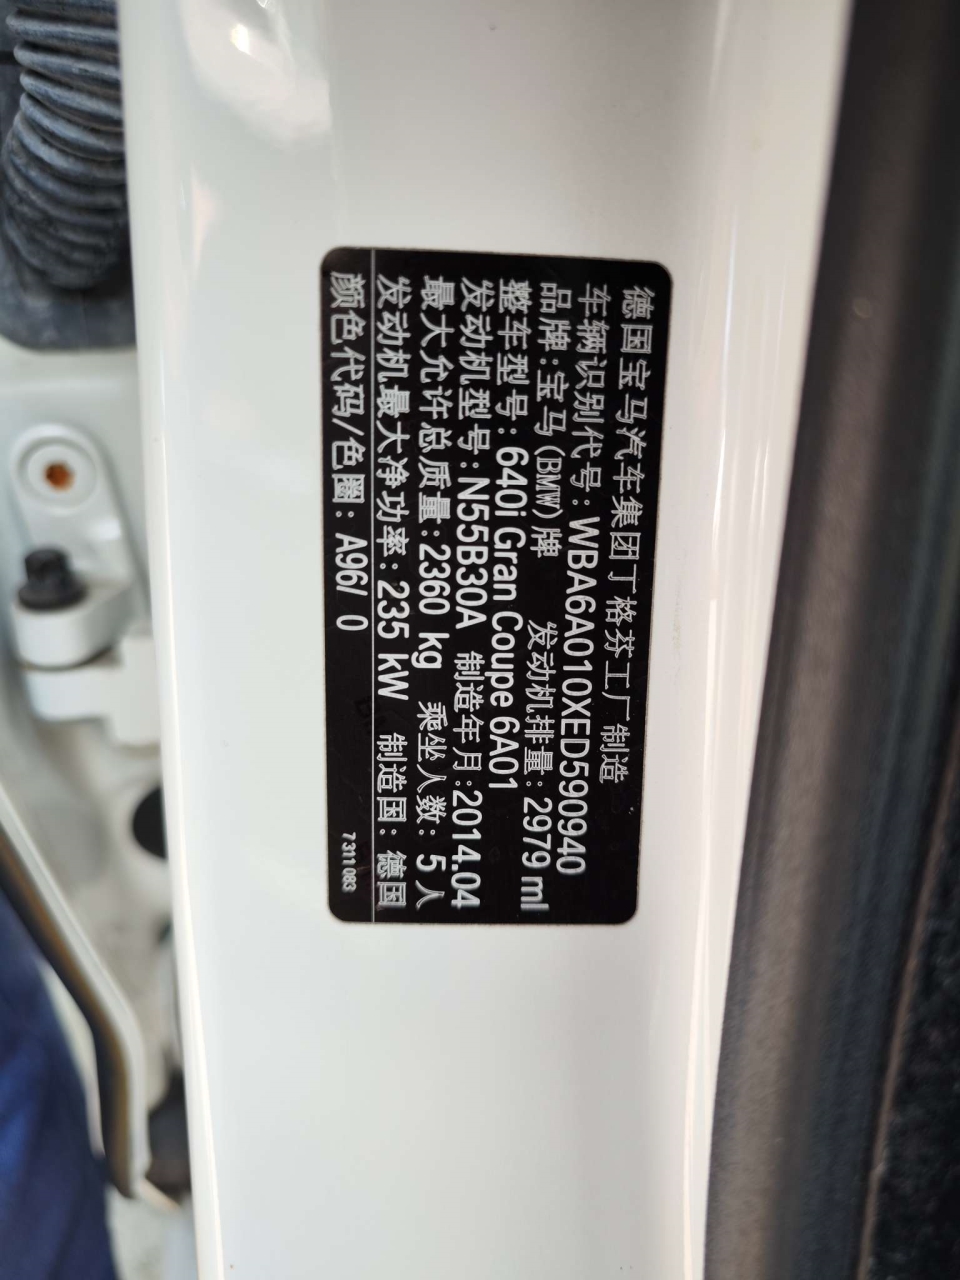 德国宝马汽车集团丁格芬工厂制造
车辆识别代号:WBA6A010XED590940
品牌:宝马(BMW)牌 发动机排量:2979 ml
整车型号:640i Gran Coupe 6A01
发动机型号:N55B30A 制造年月:2014.04
最大允许总质量:2360 kg 乘坐人数: 5 人
发动机最大净功率:235 kW 制造国:德国
颜色代码/色圈: A96/ 0 7311083